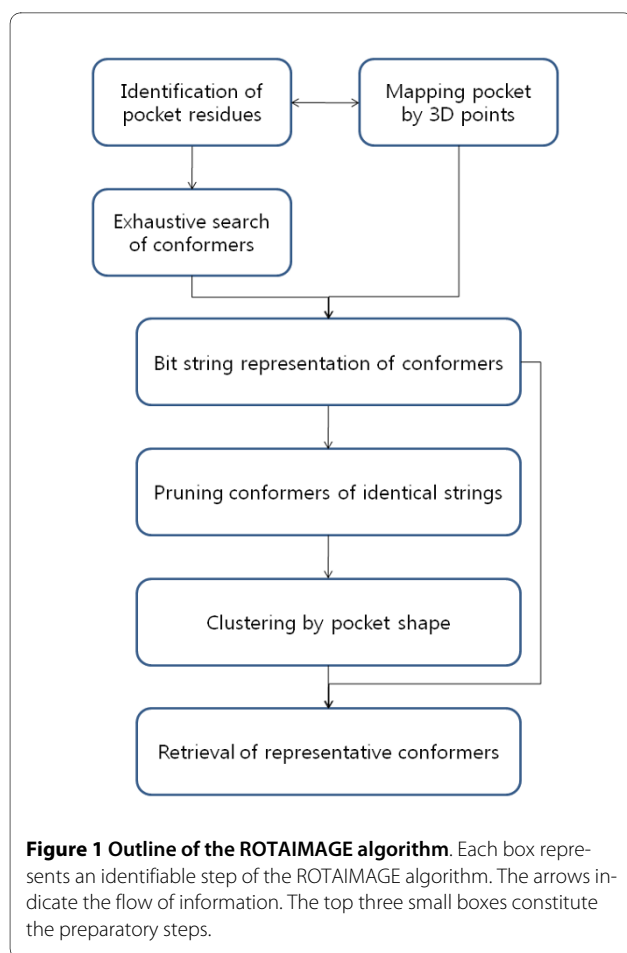 Identification of
pocket residues
Mapping pocket
by 3D points
Exhaustive search
of conformers
Bit string representation of conformers
Pruning conformers of identical strings
Clustering by pocket shape
Retrieval of representative conformers
Figure 1 Outline of the ROTAIMAGE algorithm. Each box repre-
sents an identifiable step of the ROTAIMAGE algorithm. The arrows in-
dicate the flow of information. The top three small boxes constitute
the preparatory steps.